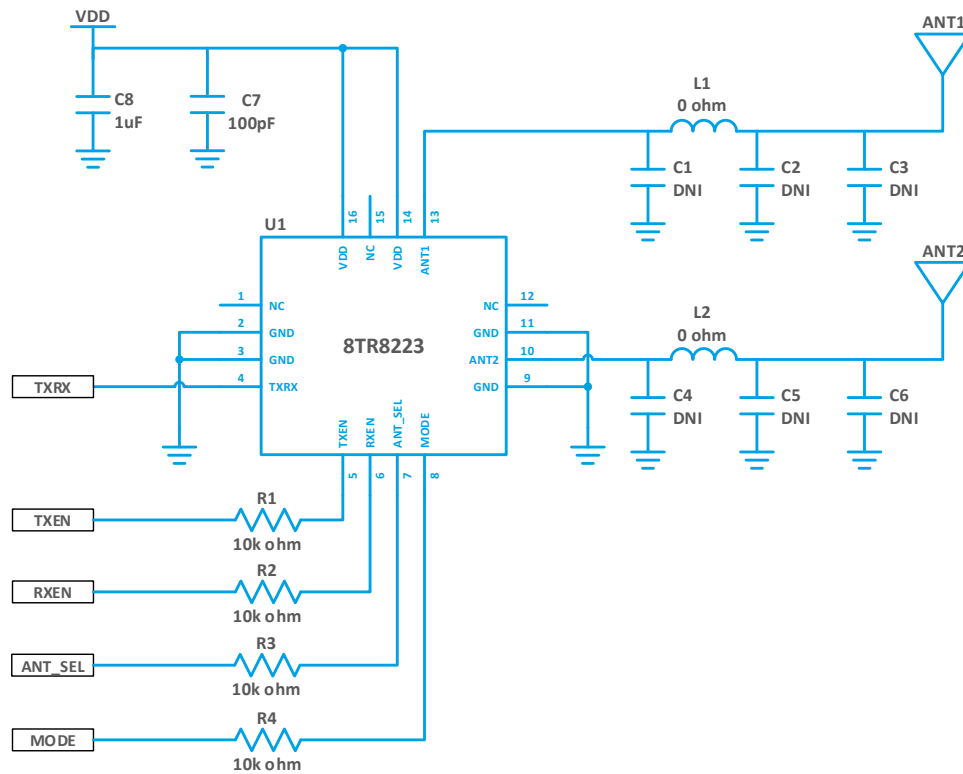 VDD
ANT1
C8
1uF
C7
100pF
L1
0 ohm
C1
DNI
C2
DNI
C3
DNI
U1
16
15
14
13
VDD
NC
VDD
ANT1
ANT2
1
NC
NC
12
2
GND
GND
11
8TR8223
L2
0 ohm
3
GND
ANT2
10
TXRX
4
TXRX
GND
9
C4
DNI
C5
DNI
C6
DNI
TXEN
RXEN
ANT_SEL
MODE
5
6
7
8
R1
TXEN
10k ohm
R2
RXEN
10k ohm
R3
ANT_SEL
10k ohm
R4
MODE
10k ohm